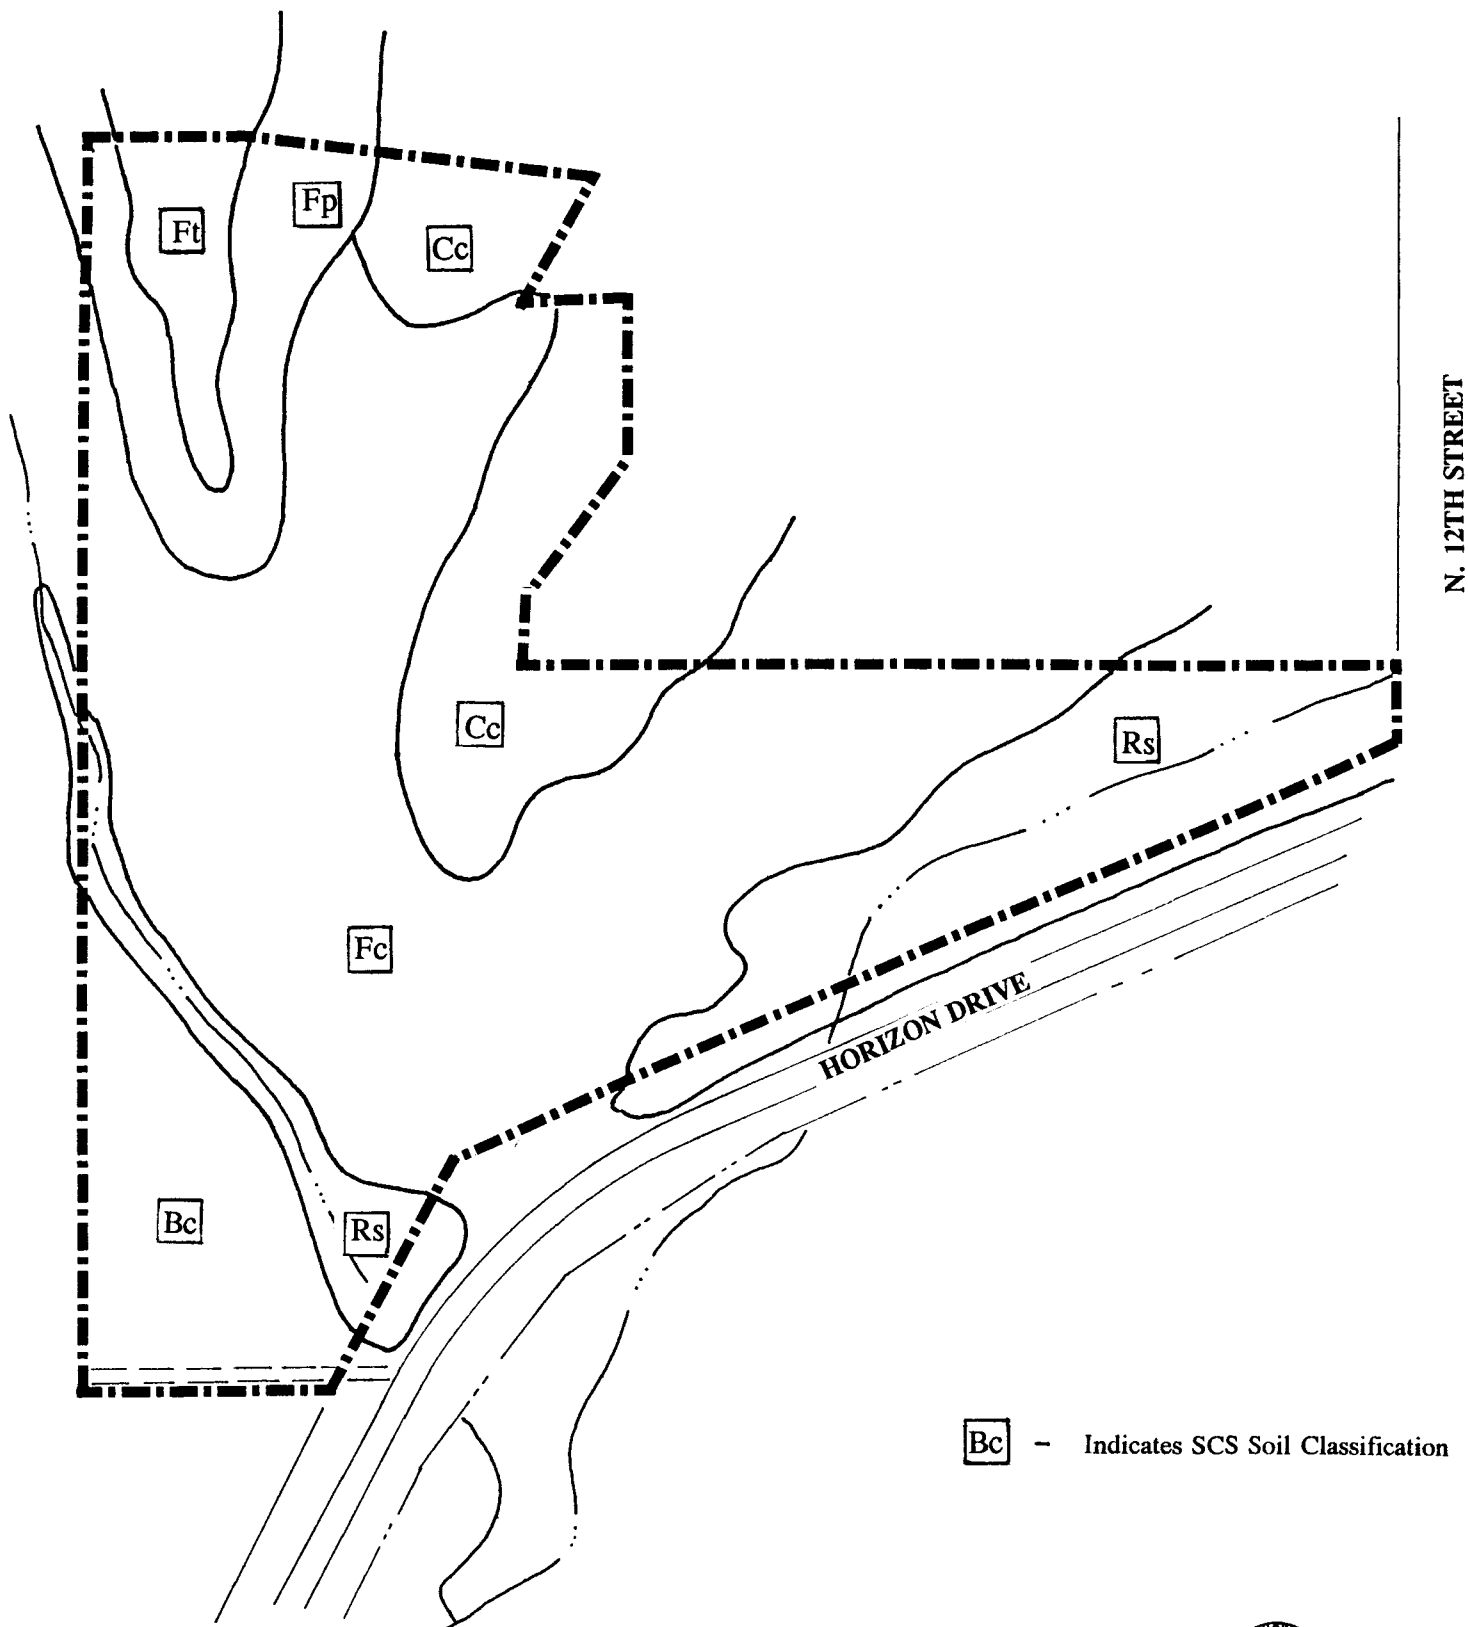 Fp
Ft
Cc
N. 12TH STREET
Cc
Rs
Fc
HORIZON DRIVE
Bc
Rs
Bc - Indicates SCS Soil Classification